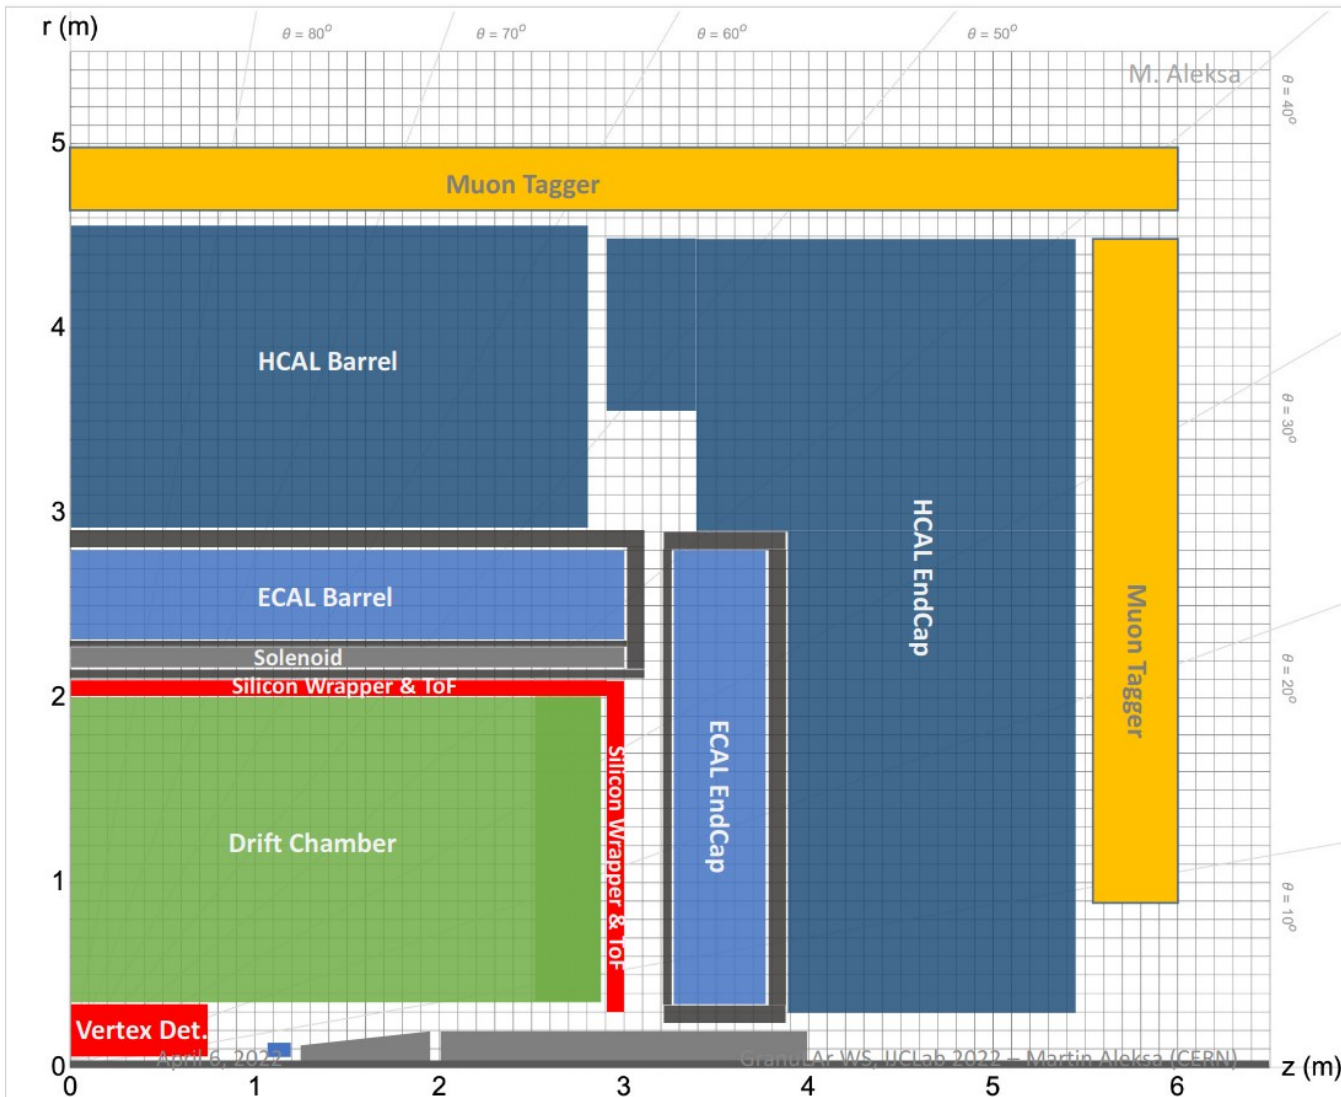 r (m)
θ = 80°
θ = 70°
θ = 60°
θ = 50°
M. Aleksa
θ = 40°
5
Muon Tagger
4
HCAL Barrel
θ = 30°
3
HCAL EndCap
ECAL Barrel
Muon Tagger
Solenoid
θ = 20°
Silicon Wrapper & ToF
2
Silicon Wrapper & ToF
ECAL EndCap
Drift Chamber
1
θ = 10°
Vertex Det.
April 6, 2022
GranuLAr WS, IJCLab 2022 – Martin Aleksa (CERN)
0
z (m)
0 1 2 3 4 5 6